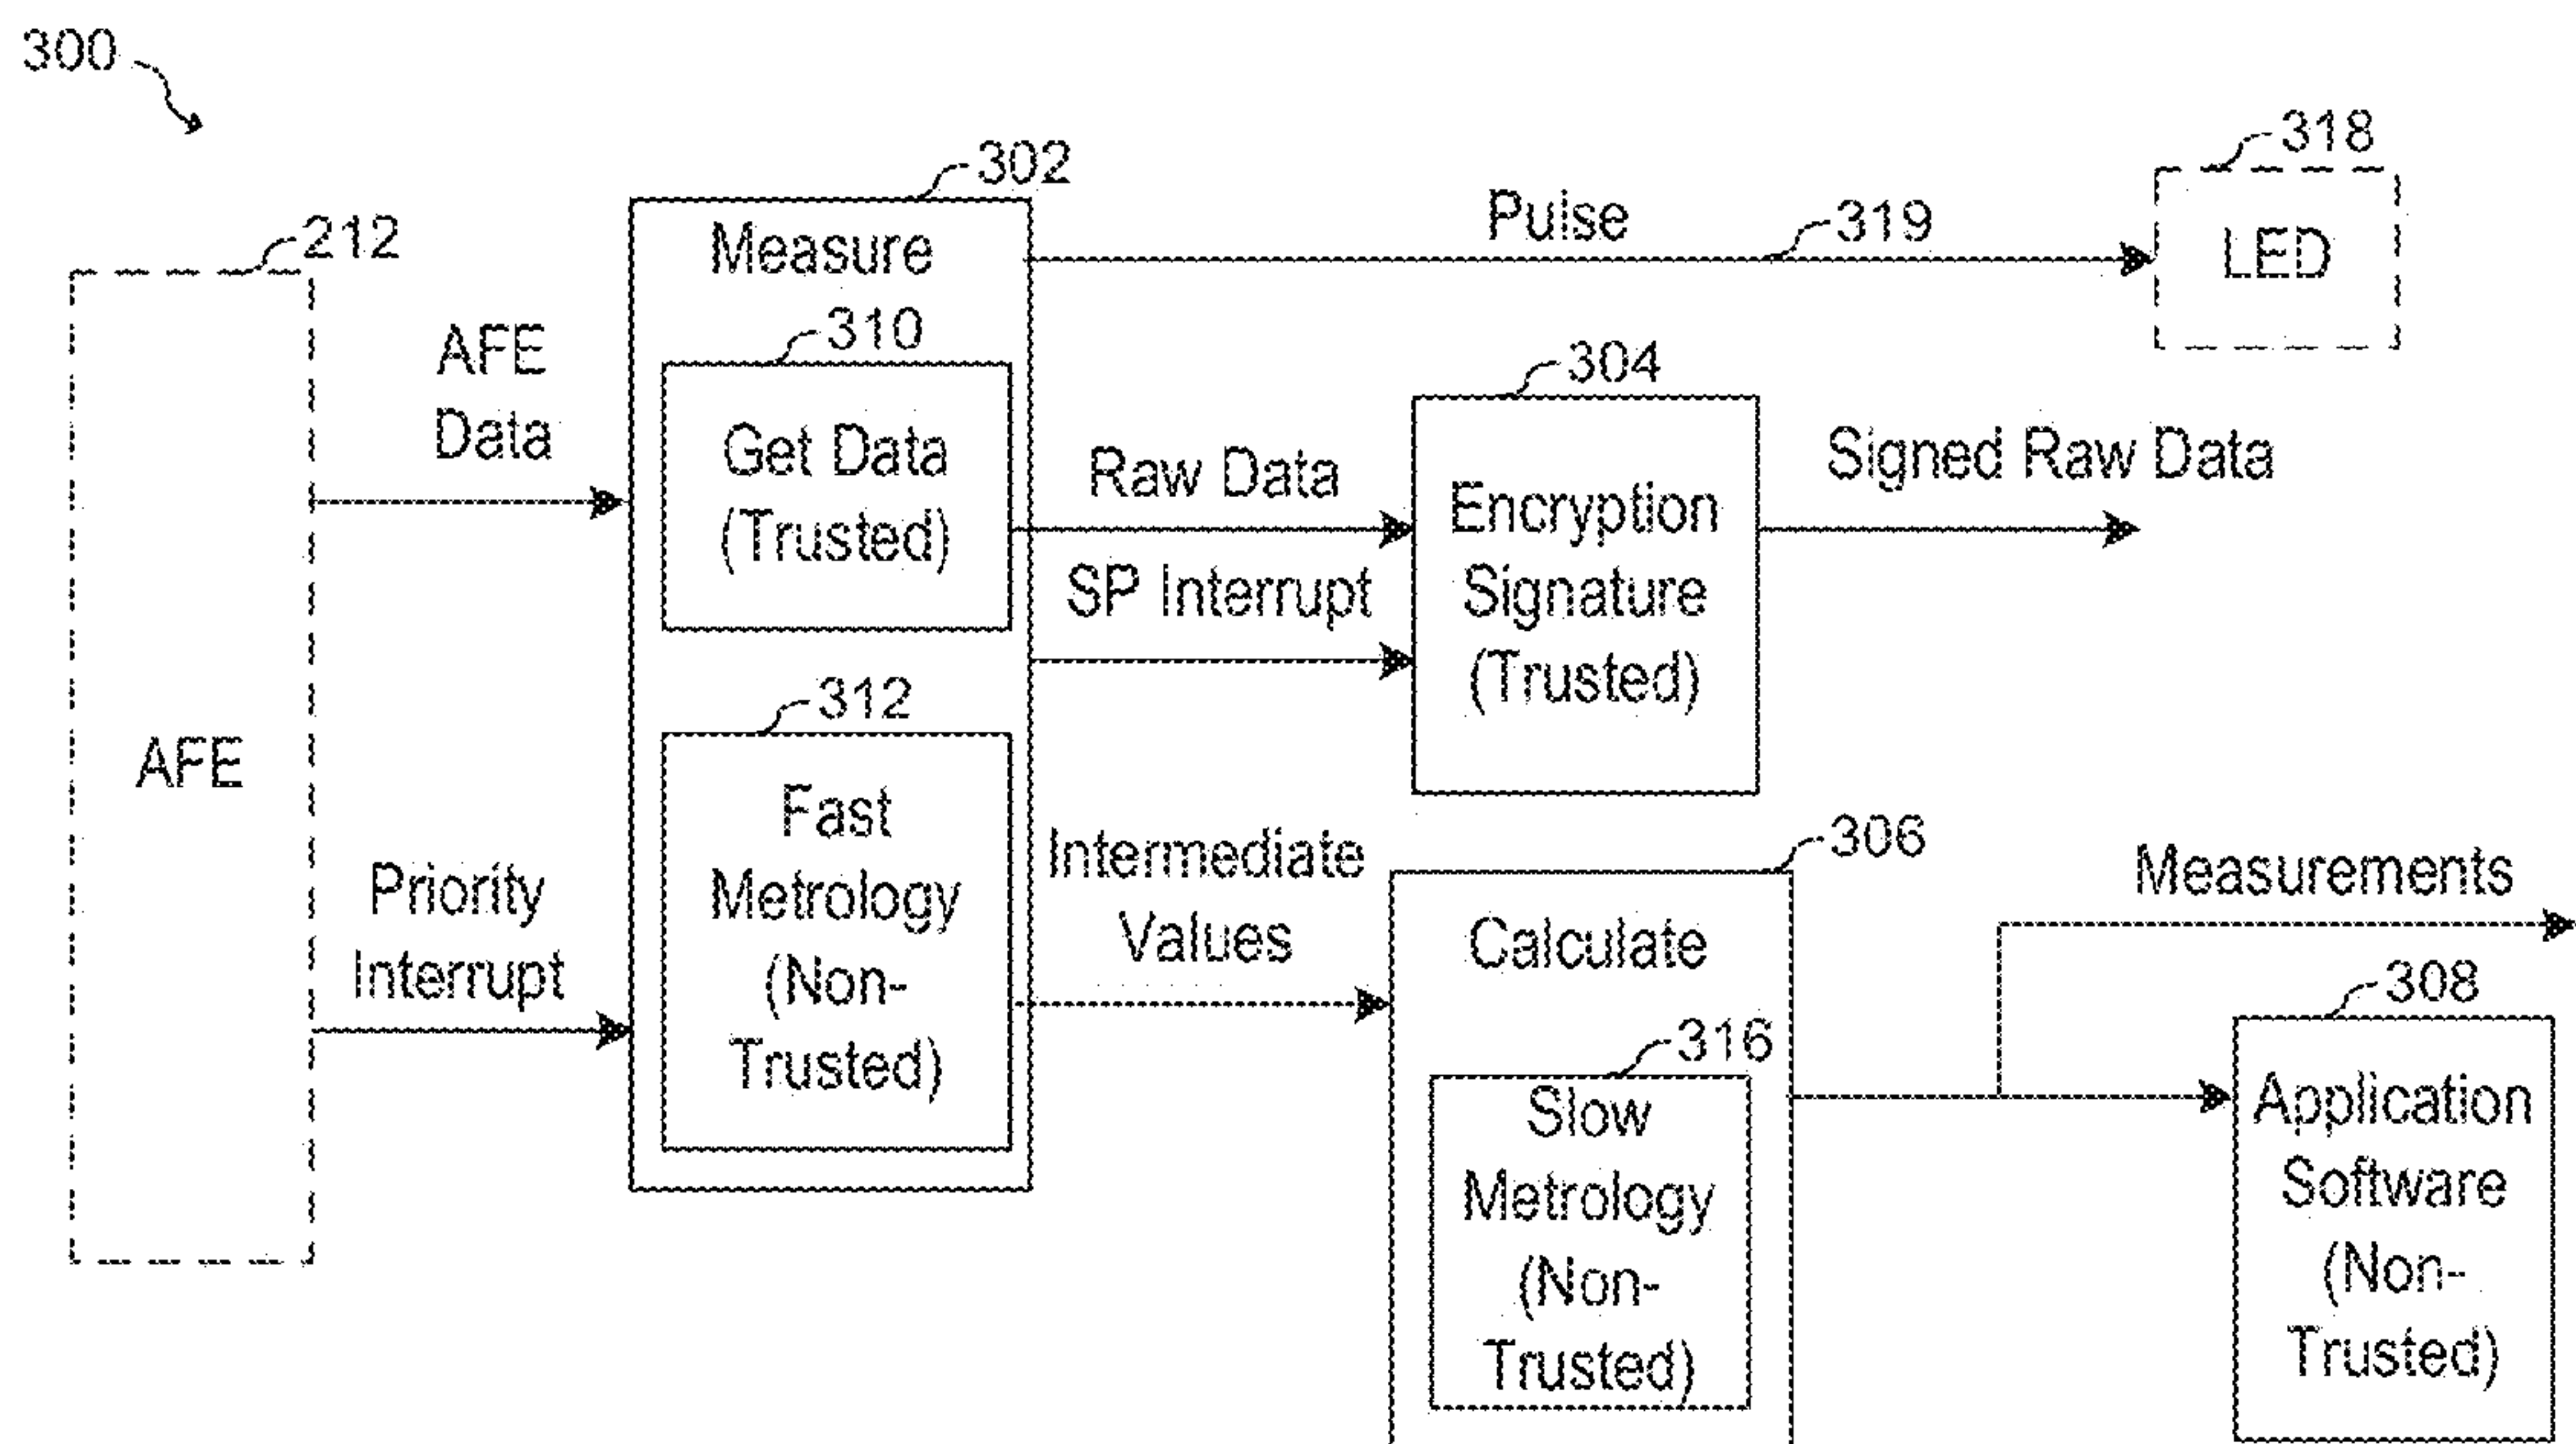 300
318
302
Pulse
319
LED
212
Measure
310
AFE
Data
Get Data
(Trusted)
304
Raw Data
SP Interrupt
Encryption
Signature
(Trusted)
Signed Raw Data
AFE
312
Fast
Metrology
(Non-
Trusted)
Priority
Interrupt
Intermediate
Values
306
Calculate
316
Slow
Metrology
(Non-
Trusted)
Measurements
308
Application
Software
(Non-
Trusted)